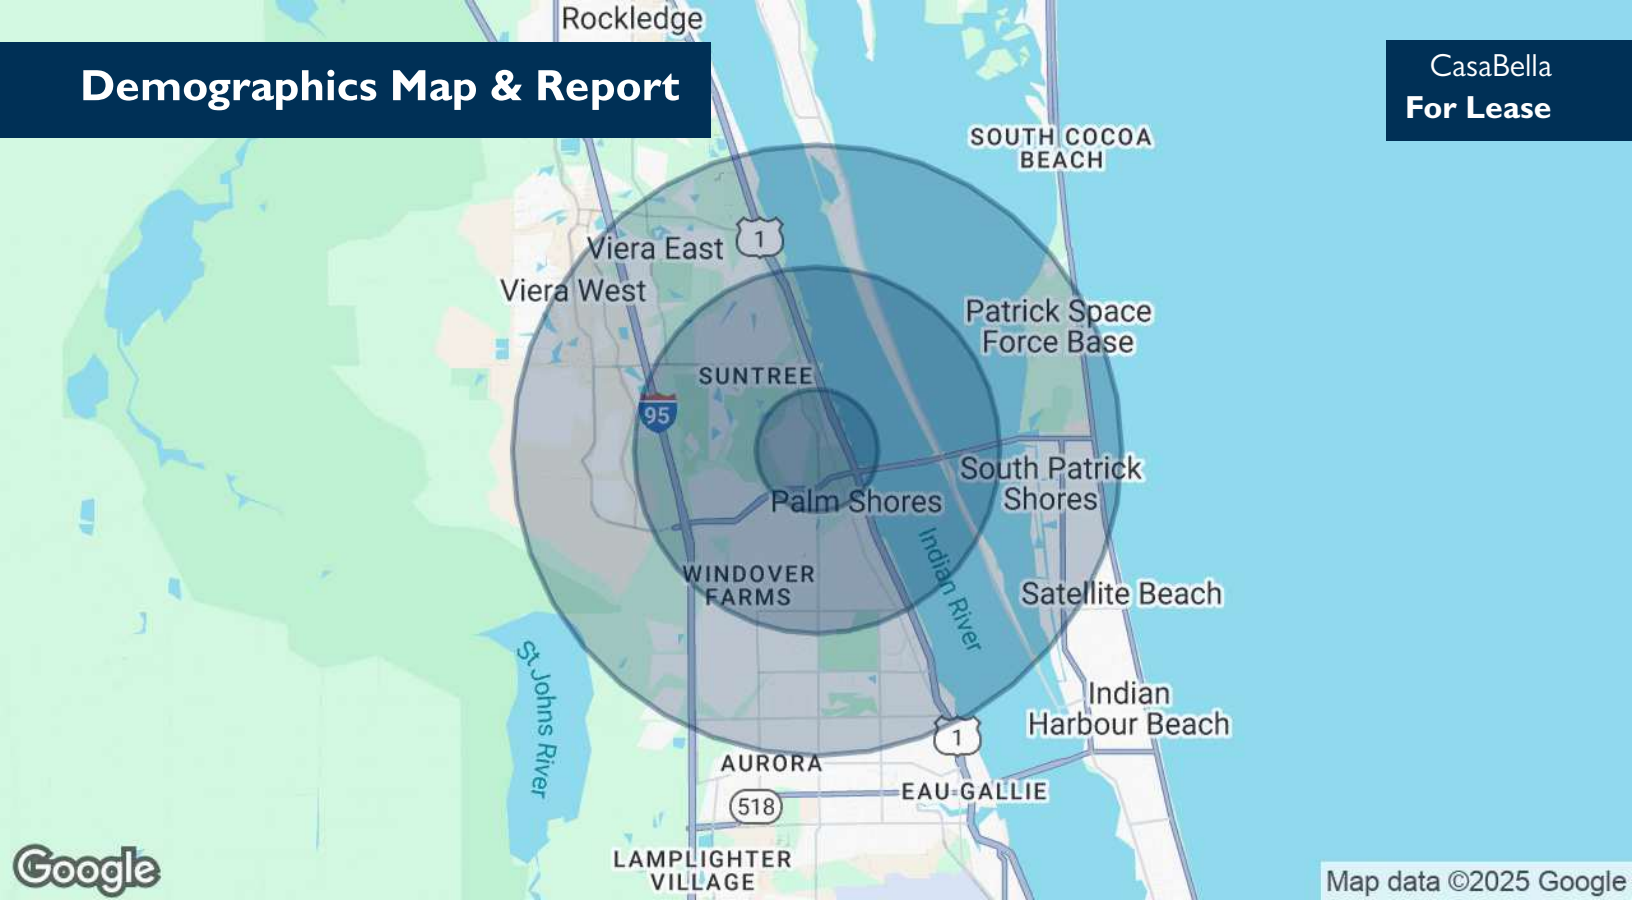 Rockledge
Demographics Map & Report
CasaBella
For Lease
SOUTH COCOA
BEACH
1
Viera East
Viera West
Patrick Space
Force Base
SUNTREE
95
South Patrick
Shores
Palm Shores
Indian River
WINDOVER
FARMS
Satellite Beach
St Johns River
Indian
Harbour Beach
1
AURORA
EAU GALLIE
518
LAMPLIGHTER
VILLAGE
Google
Map data ©2025 Google